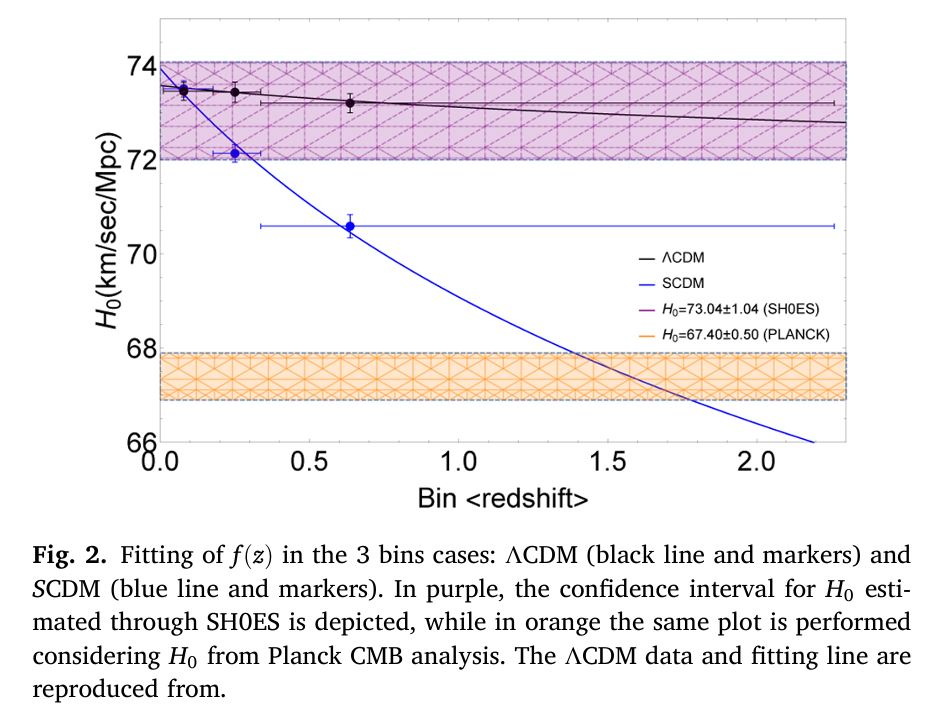 74
72
70
68
66
H₀(km/sec/Mpc)
ΛCDM
SCDM
H₀=73.04±1.04 (SH0ES)
H₀=67.40±0.50 (PLANCK)
0.0 0.5 1.0 1.5 2.0
Bin <redshift>
Fig. 2. Fitting of f(z) in the 3 bins cases: ΛCDM (black line and markers) and
SCDM (blue line and markers). In purple, the confidence interval for H₀ esti-
mated through SH0ES is depicted, while in orange the same plot is performed
considering H₀ from Planck CMB analysis. The ΛCDM data and fitting line are
reproduced from.